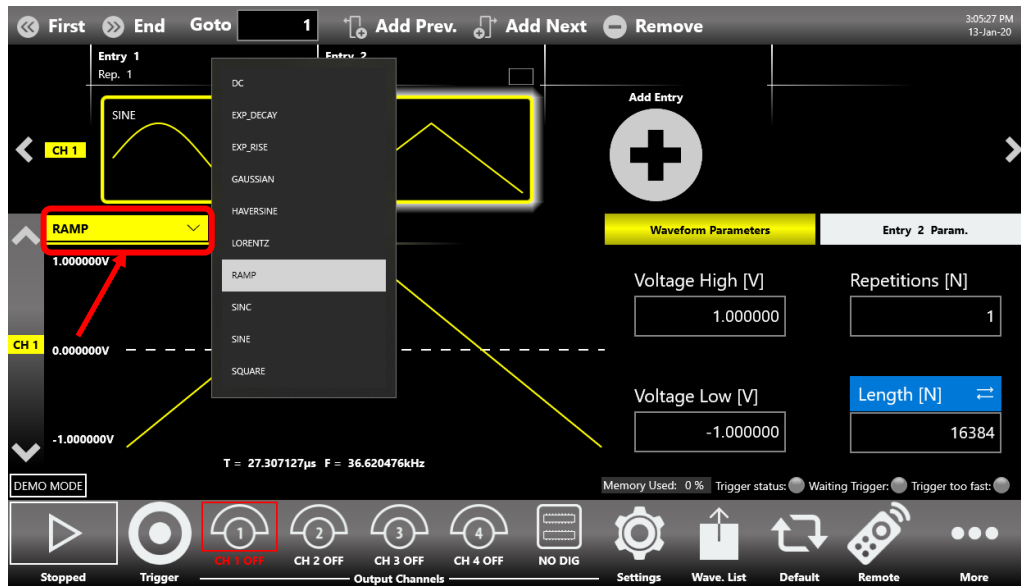 First End Goto 1 Add Prev. Add Next Remove 3:05:27 PM
13-Jan-20
Entry 1 Entry 2
Rep. 1
SINE
CH 1
DC
EXP_DECAY
EXP_RISE
GAUSSIAN
HAVERSINE
LORENTZ
RAMP
SINC
SINE
SQUARE
Add Entry
RAMP
Waveform Parameters Entry 2 Param.
1.000000V
CH 1 0.000000V
-1.000000V
T = 27.307127µs F = 36.620476kHz
Voltage High [V] Repetitions [N]
1.000000 1
Voltage Low [V] Length [N]
-1.000000 16384
DEMO MODE
Memory Used: 0 % Trigger status: Waiting Trigger: Trigger too fast:
1 2 3 4
CH 1 OFF CH 2 OFF CH 3 OFF CH 4 OFF NO DIG
Stopped Trigger Output Channels Settings Wave. List Default Remote More